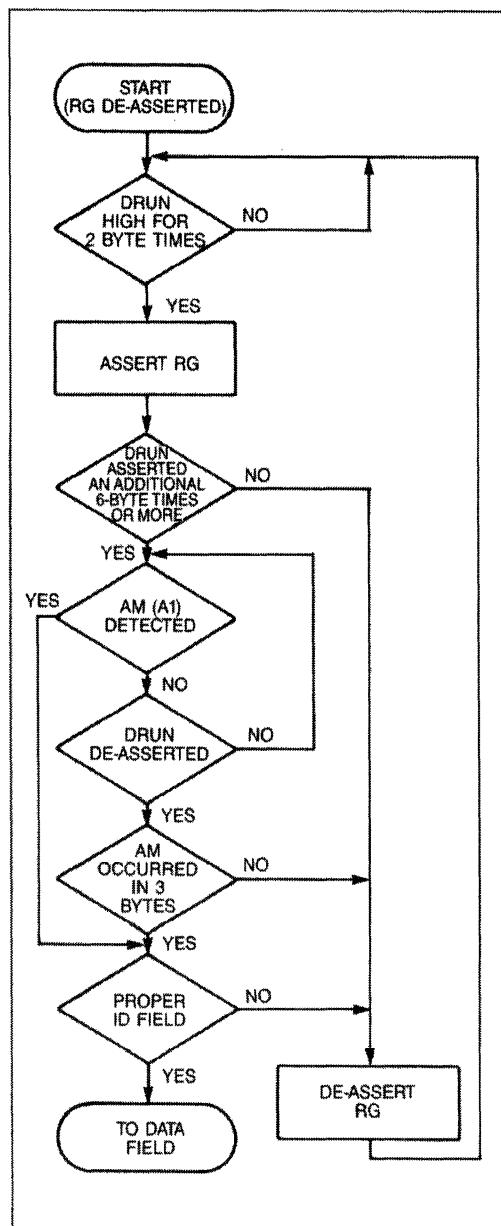 START
(RG DE-ASSERTED)
DRUN
HIGH FOR
2 BYTE TIMES
NO
YES
ASSERT RG
DRUN
ASSERTED
AN ADDITIONAL
6-BYTE TIMES
OR MORE
NO
YES
YES
AM (A1)
DETECTED
NO
DRUN
DE-ASSERTED
NO
YES
AM
OCCURRED
IN 3
BYTES
NO
YES
PROPER
ID FIELD
NO
YES
DE-ASSERT
RG
TO DATA
FIELD